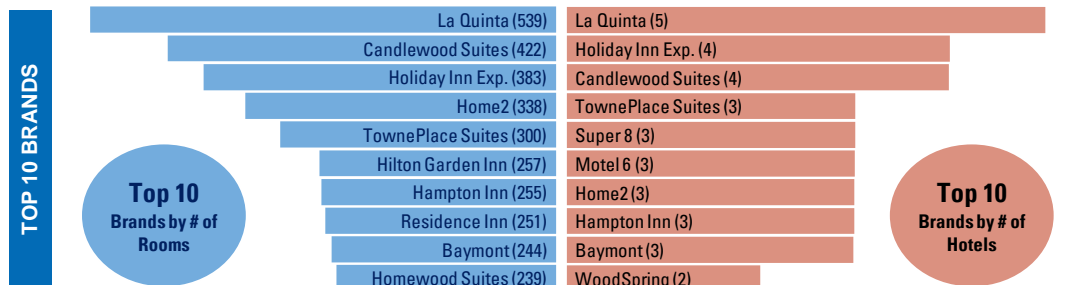 TOP 10 BRANDS
La Quinta (539)
Candlewood Suites (422)
Holiday Inn Exp. (383)
Home2 (338)
TownePlace Suites (300)
Hilton Garden Inn (257)
Hampton Inn (255)
Residence Inn (251)
Baymont (244)
Homewood Suites (239)
Top 10
Brands by # of
Rooms
La Quinta (5)
Holiday Inn Exp. (4)
Candlewood Suites (4)
TownePlace Suites (3)
Super 8 (3)
Motel 6 (3)
Home2 (3)
Hampton Inn (3)
Baymont (3)
WoodSpring (2)
Top 10
Brands by # of
Hotels